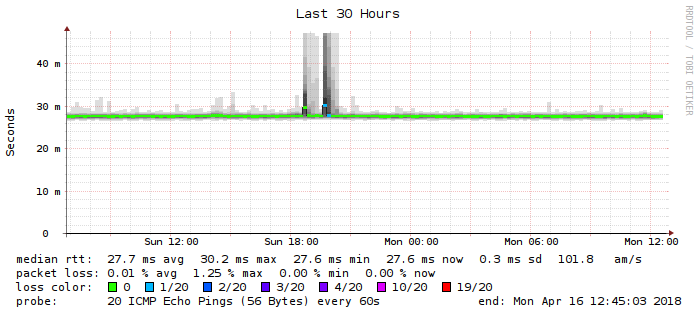 Last 30 Hours
RRDTOOL / TOBI OETIKER
Seconds
40 m
30 m
20 m
10 m
0
Sun 12:00 Sun 18:00 Mon 00:00 Mon 06:00 Mon 12:00
median rtt: 27.7 ms avg 30.2 ms max 27.6 ms min 27.6 ms now 0.3 ms sd 101.8 am/s
packet loss: 0.01 % avg 1.25 % max 0.00 % min 0.00 % now
loss color: 0 1/20 2/20 3/20 4/20 10/20 19/20
probe: 20 ICMP Echo Pings (56 Bytes) every 60s end: Mon Apr 16 12:45:03 2018